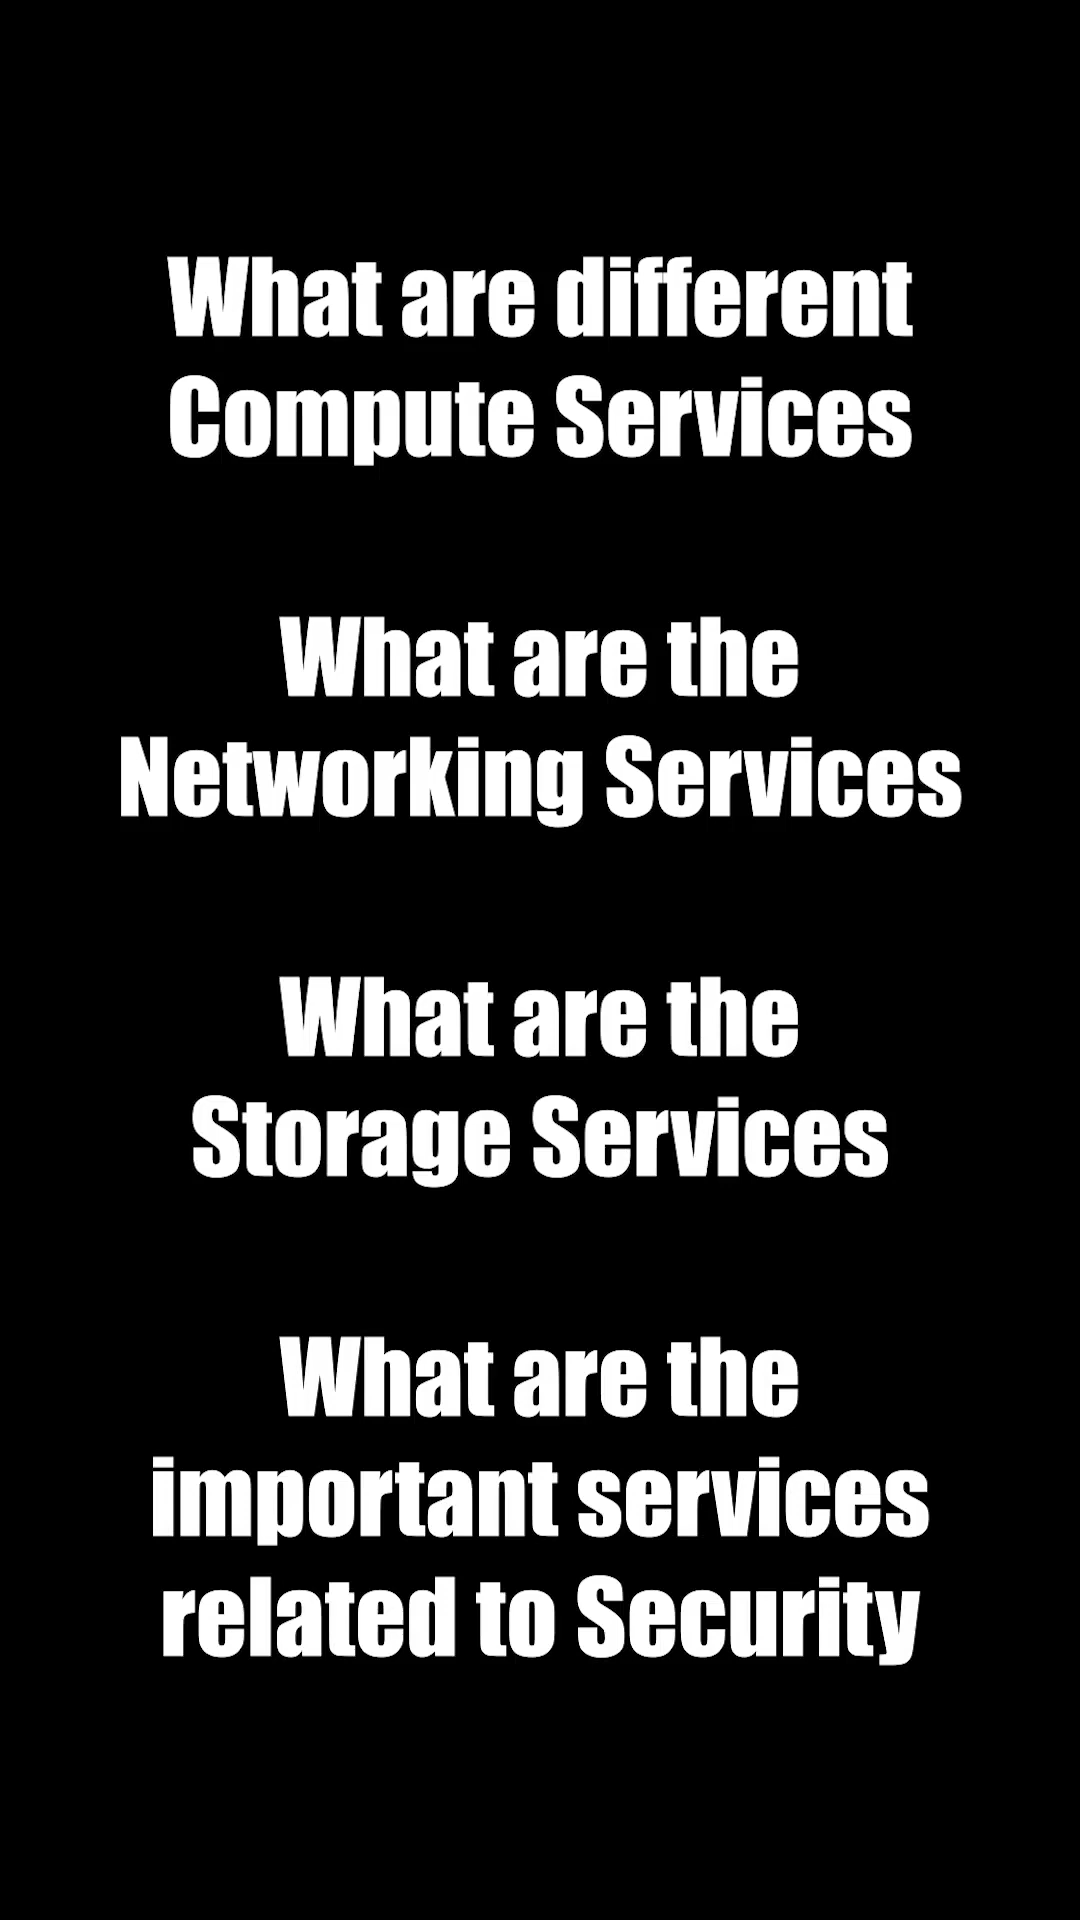 What are different
Compute Services
What are the
Networking Services
What are the
Storage Services
What are the
important services
related to Security